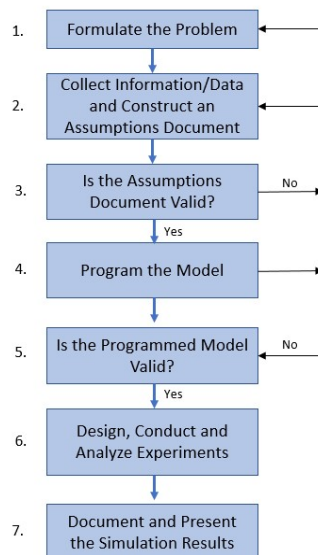 1.
Formulate the Problem
2.
Collect Information/Data
and Construct an
Assumptions Document
3.
Is the Assumptions
Document Valid?
No
Yes
4.
Program the Model
5.
Is the Programmed Model
Valid?
No
Yes
6.
Design, Conduct and
Analyze Experiments
7.
Document and Present
the Simulation Results